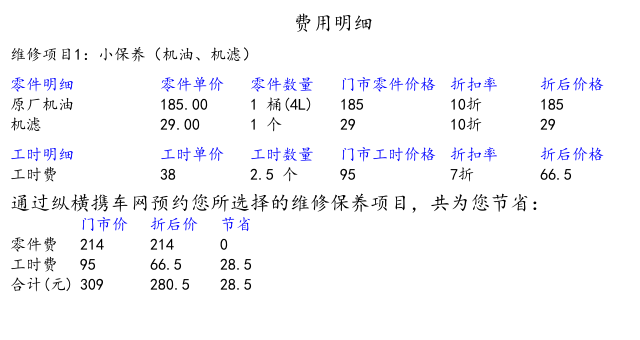 费用明细
维修项目1: 小保养（机油、机滤）
零件明细 零件单价 零件数量 门市零件价格 折扣率 折后价格
原厂机油 185.00 1 桶(4L) 185 10折 185
机滤 29.00 1 个 29 10折 29
工时明细 工时单价 工时数量 门市工时价格 折扣率 折后价格
工时费 38 2.5 个 95 7折 66.5
通过纵横携车网预约您所选择的维修保养项目，共为您节省：
门市价 折后价 节省
零件费 214 214 0
工时费 95 66.5 28.5
合计(元) 309 280.5 28.5